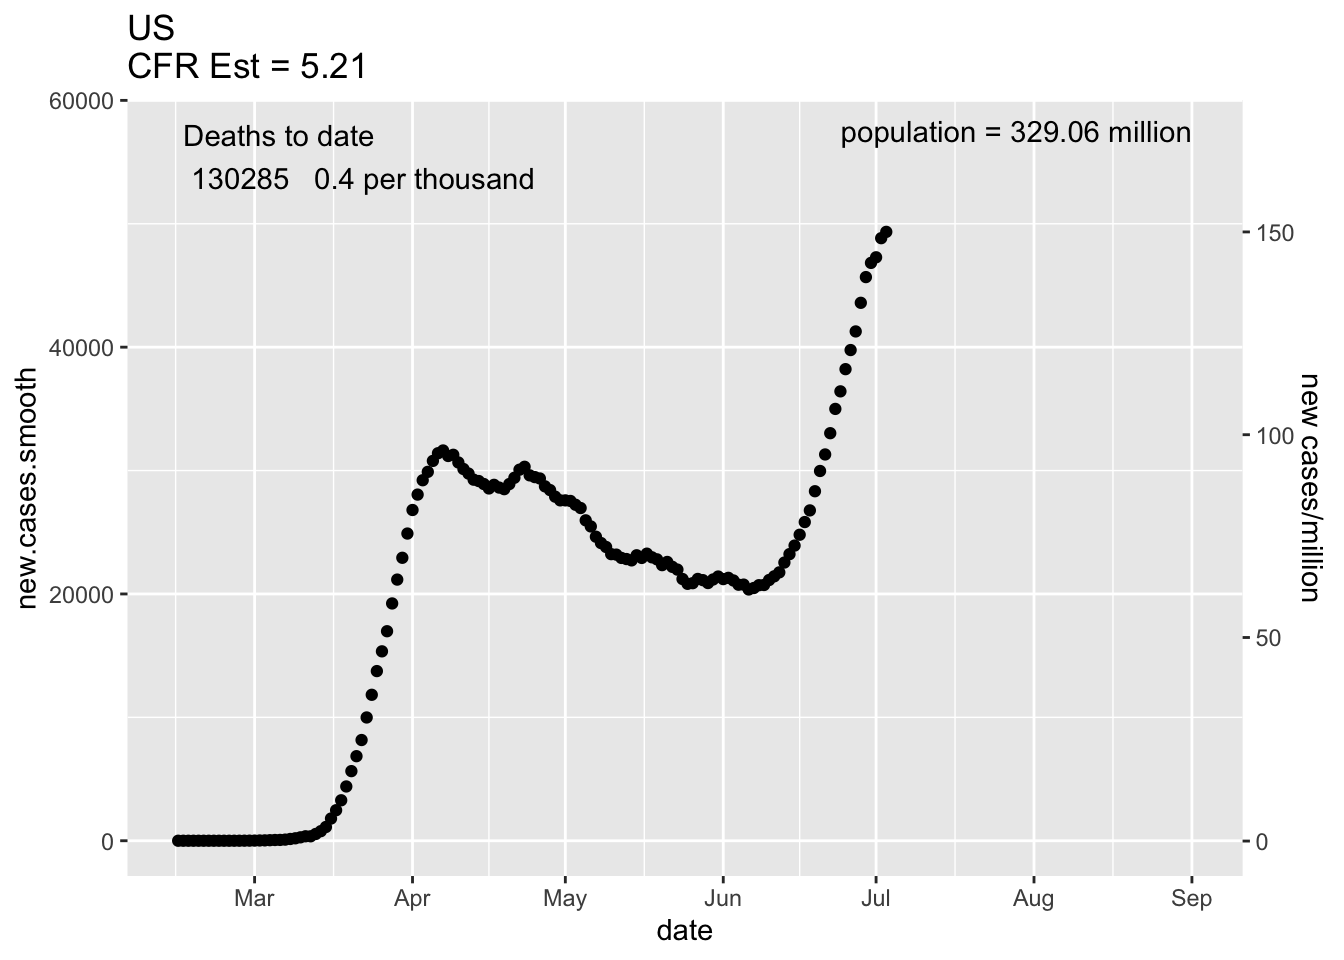 US
CFR Est = 5.21
60000
Deaths to date
population = 329.06 million
130285 0.4 per thousand
150
40000
new.cases.smooth
new cases/million
100
20000
50
0
0
Mar Apr May Jun Jul Aug Sep
date